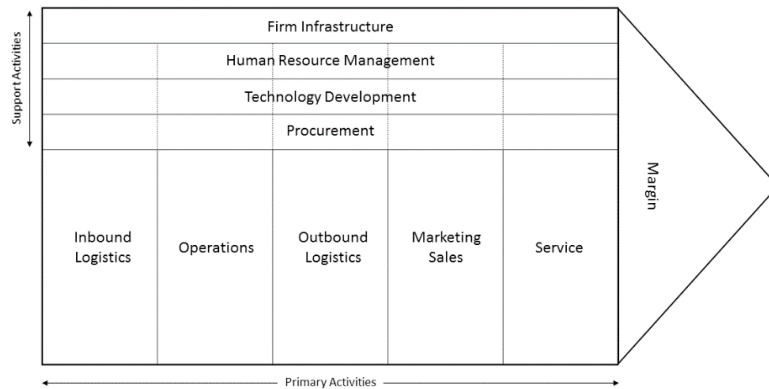 Support Activities
Firm Infrastructure
Human Resource Management
Technology Development
Procurement
Inbound
Logistics
Operations
Outbound
Logistics
Marketing
Sales
Service
Margin
Primary Activities